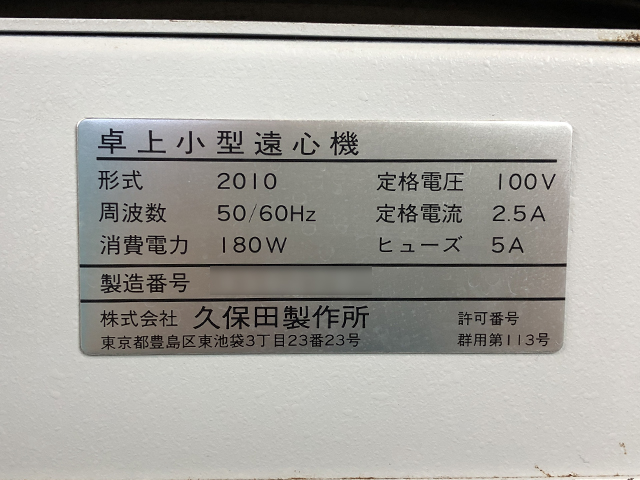 卓上小型遠心機
形式 2010 定格電圧 100V
周波数 50/60Hz 定格電流 2.5A
消費電力 180W ヒューズ 5A
製造番号
株式会社 久保田製作所 許可番号
東京都豊島区東池袋3丁目23番23号 群用第113号